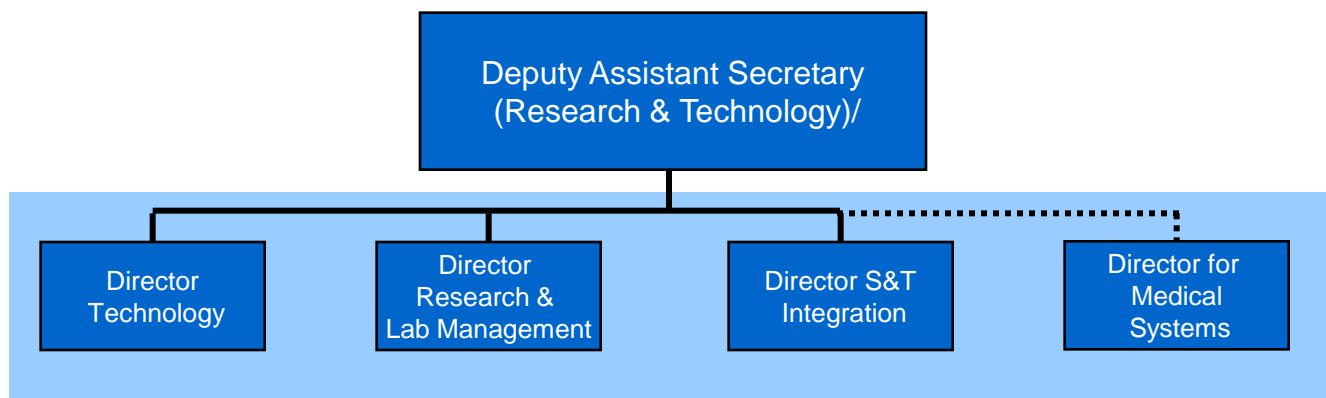 Deputy Assistant Secretary
(Research & Technology)/
Director
Technology
Director
Research &
Lab Management
Director S&T
Integration
Director for
Medical
Systems